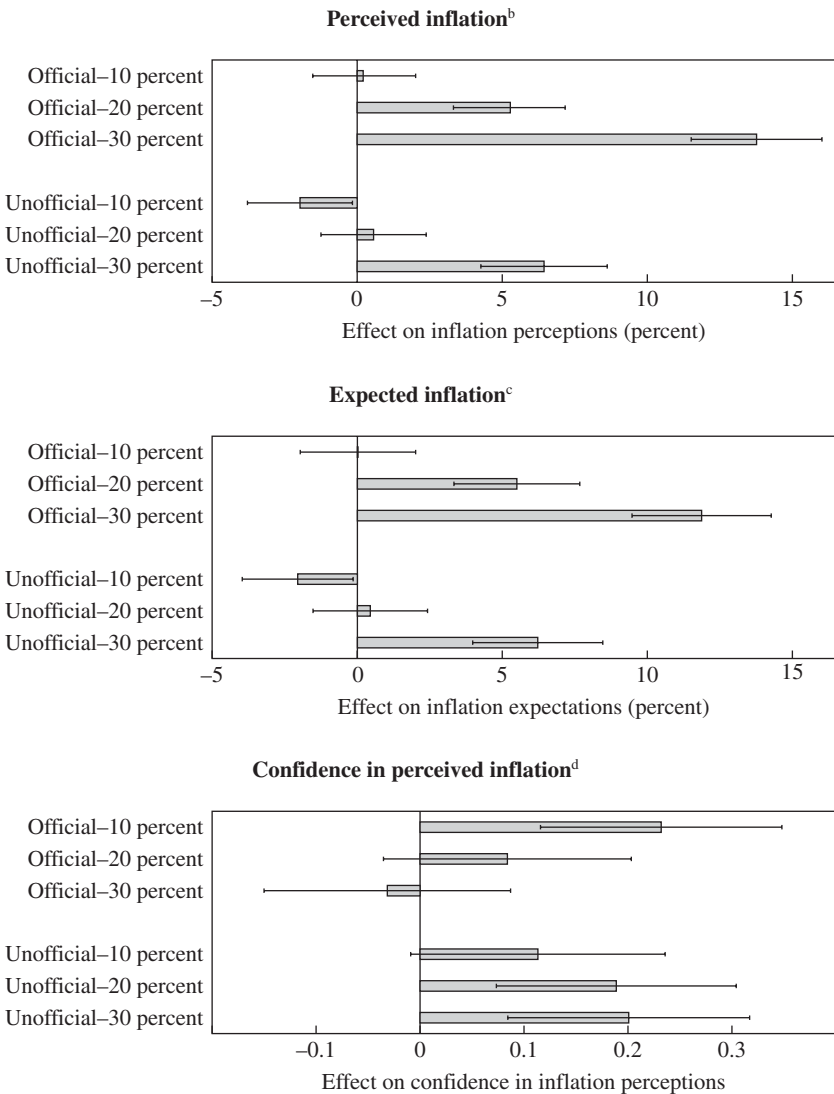 Perceived inflationᵇ
Official–10 percent
Official–20 percent
Official–30 percent
Unofficial–10 percent
Unofficial–20 percent
Unofficial–30 percent
–5 0 5 10 15
Effect on inflation perceptions (percent)
Expected inflationᶜ
Official–10 percent
Official–20 percent
Official–30 percent
Unofficial–10 percent
Unofficial–20 percent
Unofficial–30 percent
–5 0 5 10 15
Effect on inflation expectations (percent)
Confidence in perceived inflationᵈ
Official–10 percent
Official–20 percent
Official–30 percent
Unofficial–10 percent
Unofficial–20 percent
Unofficial–30 percent
–0.1 0 0.1 0.2 0.3
Effect on confidence in inflation perceptions